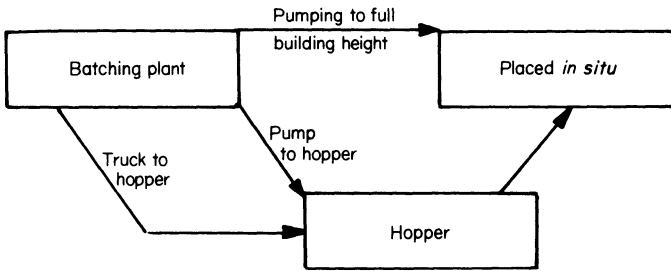 Pumping to full
building height
Batching plant
Placed in situ
Pump
to hopper
Truck to
hopper
Hopper